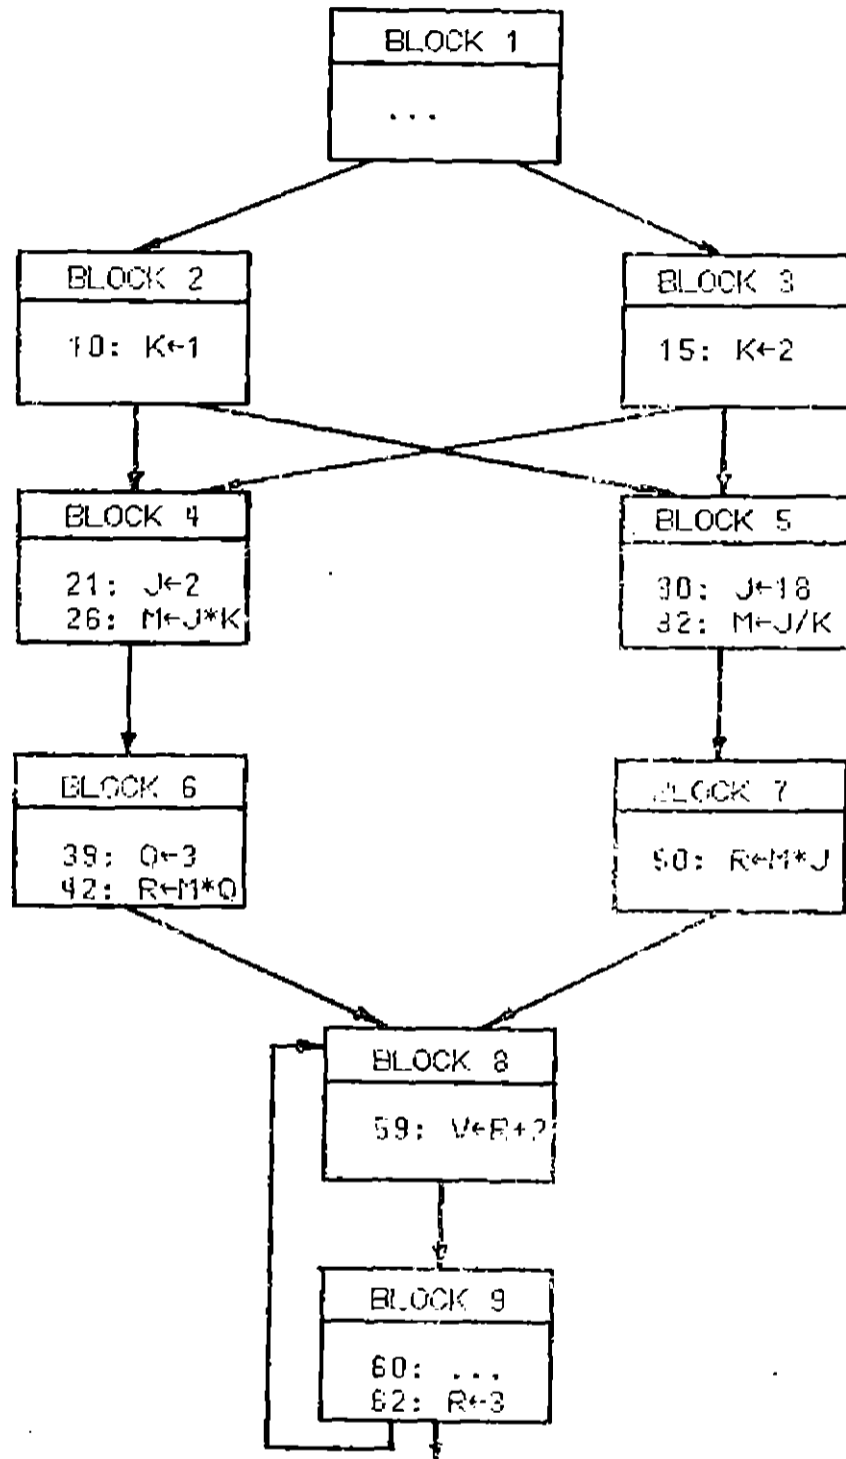 BLOCK 1
...
BLOCK 2
10: K←1
BLOCK 3
15: K←2
BLOCK 4
21: J←2
26: M←J*K
BLOCK 5
30: J←18
32: M←J/K
BLOCK 6
39: Q←3
42: R←M*Q
BLOCK 7
50: R←M*J
BLOCK 8
59: V←R+2
BLOCK 9
60: ...
62: R←3